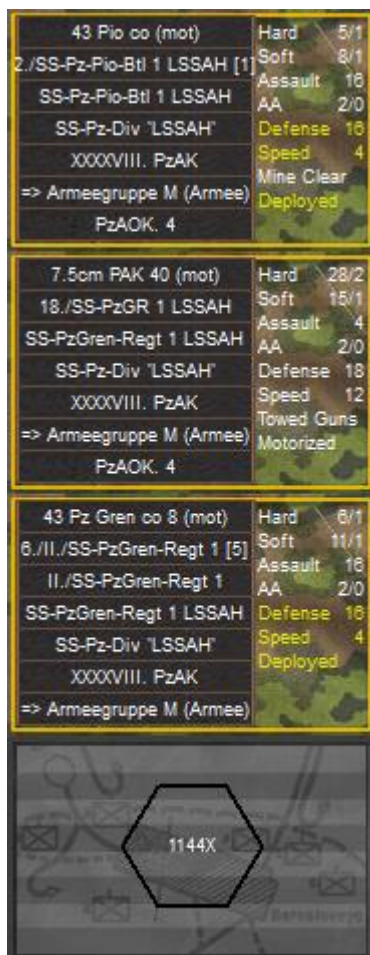 43 Pio co (mot)
2./SS-Pz-Pio-Btl 1 LSSAH [1]
SS-Pz-Pio-Btl 1 LSSAH
SS-Pz-Div "LSSAH"
XXXXVIII. PzAK
=> Armeegruppe M (Armee)
PzAOK. 4
Hard 5/1
Soft 8/1
Assault 16
AA 2/0
Defense 16
Speed 4
Mine Clear
Deployed
7.5cm PAK 40 (mot)
18./SS-PzGR 1 LSSAH
SS-PzGren-Regt 1 LSSAH
SS-Pz-Div "LSSAH"
XXXXVIII. PzAK
=> Armeegruppe M (Armee)
PzAOK. 4
Hard 28/2
Soft 15/1
Assault 4
AA 2/0
Defense 18
Speed 12
Towed Guns
Motorized
43 Pz Gren co 8 (mot)
6./II./SS-PzGren-Regt 1 [5]
II./SS-PzGren-Regt 1
SS-PzGren-Regt 1 LSSAH
SS-Pz-Div "LSSAH"
XXXXVIII. PzAK
=> Armeegruppe M (Armee)
Hard 6/1
Soft 11/1
Assault 16
AA 2/0
Defense 16
Speed 4
Deployed
1144X